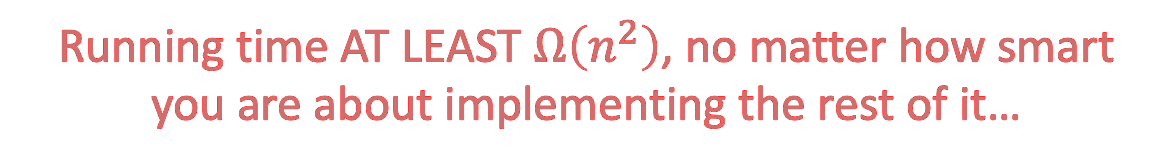 Running time AT LEAST Ω(n²), no matter how smart
you are about implementing the rest of it…